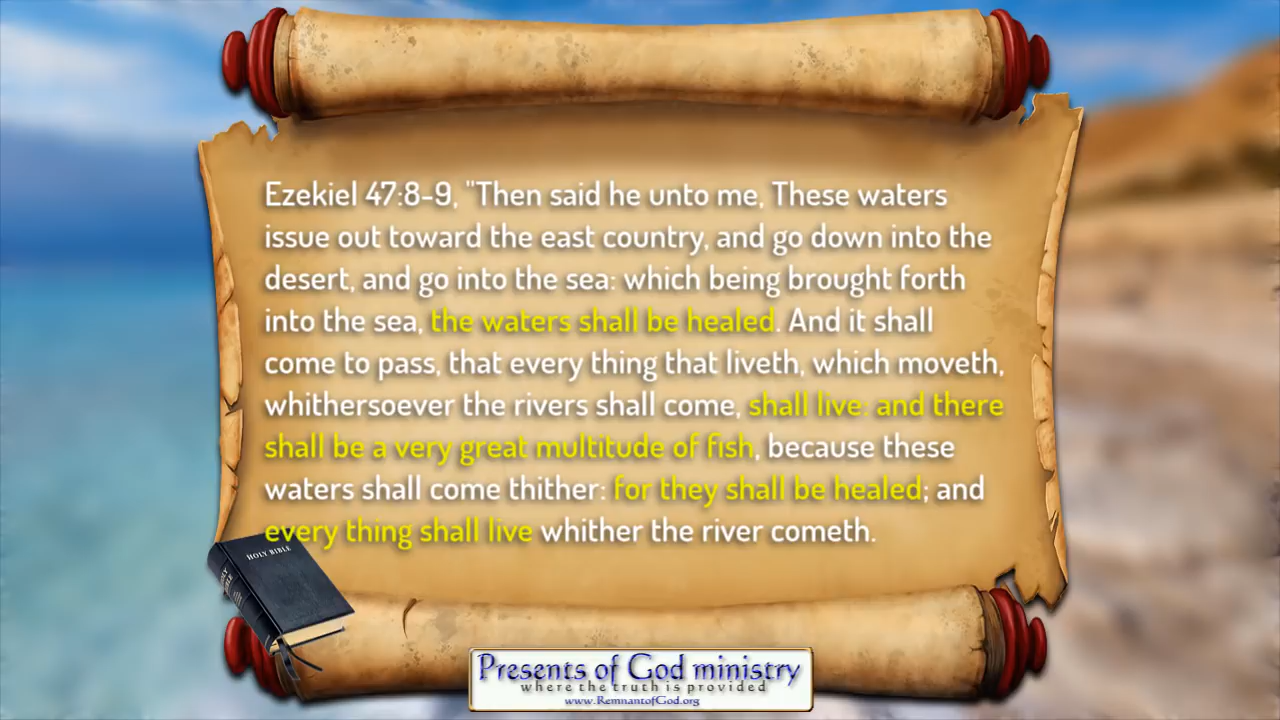 Ezekiel 47:8-9, "Then said he unto me, These waters
issue out toward the east country, and go down into the
desert, and go into the sea: which being brought forth
into the sea, the waters shall be healed. And it shall
come to pass, that every thing that liveth, which moveth,
whithersoever the rivers shall come, shall live: and there
shall be a very great multitude of fish, because these
waters shall come thither: for they shall be healed; and
every thing shall live whither the river cometh.
HOLY BIBLE
Presents of God ministry
where the truth is provided
www.RemnantofGod.org